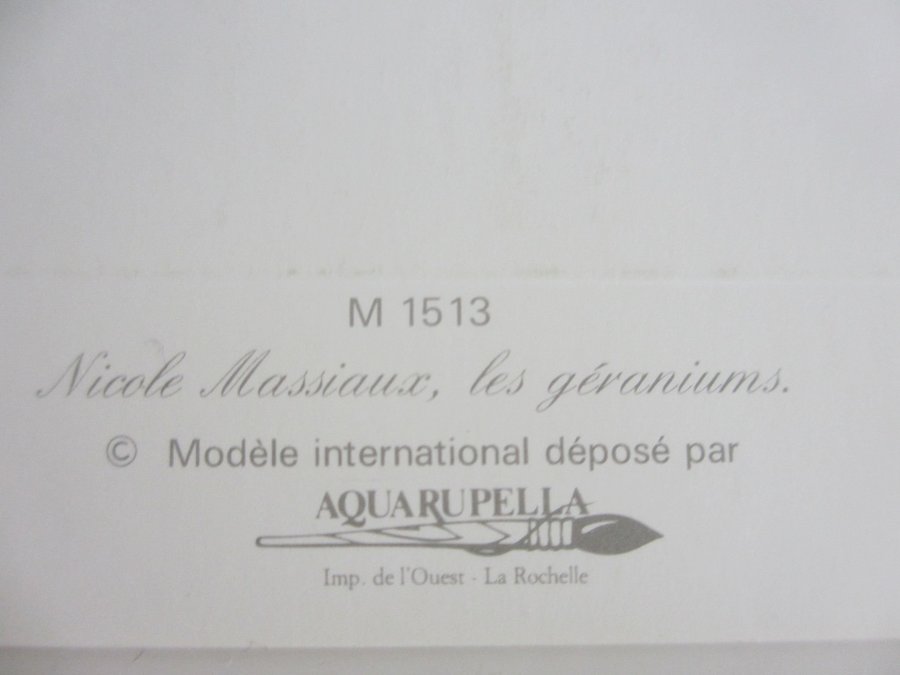 M 1513
Nicole Massiaux, les géraniums.
© Modèle international déposé par
AQUARUPELLA
Imp. de l'Ouest - La Rochelle